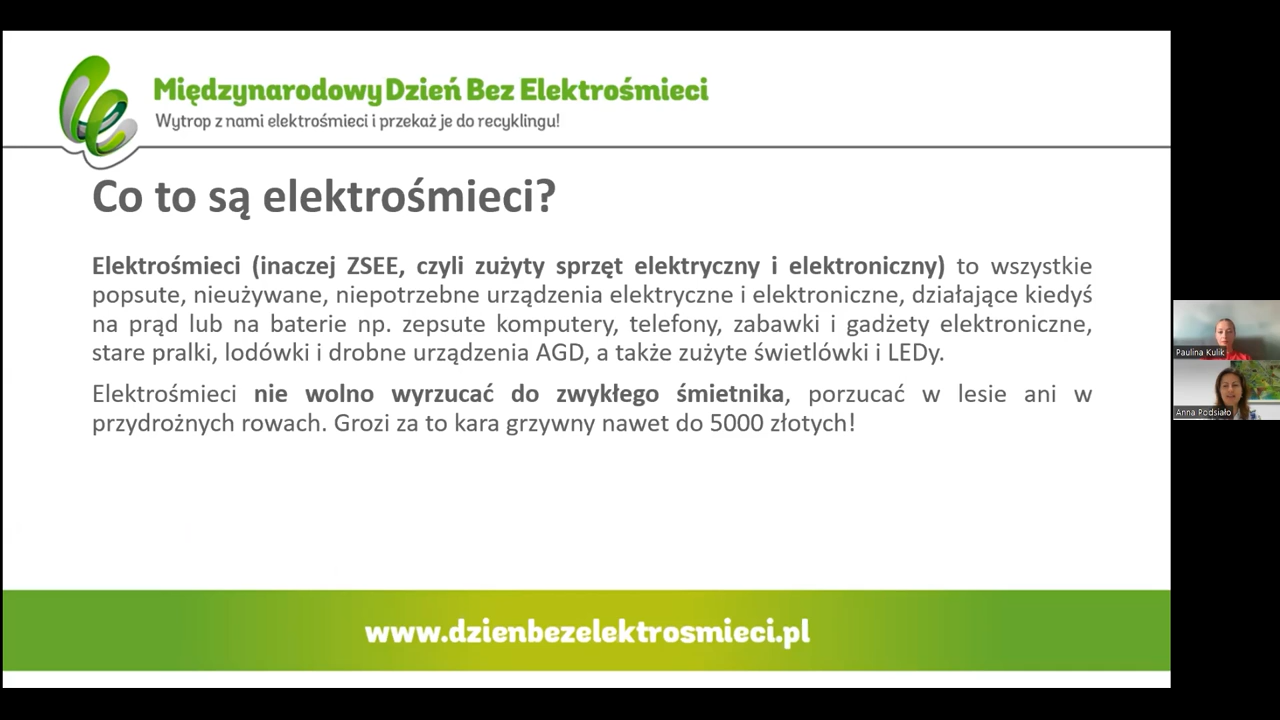 Międzynarodowy Dzień Bez Elektrośmieci
Wytrop z nami elektrośmieci i przekaż je do recyklingu!
Co to są elektrośmieci?
Elektrośmieci (inaczej ZSEE, czyli zużyty sprzęt elektryczny i elektroniczny) to wszystkie
popsute, nieużywane, niepotrzebne urządzenia elektryczne i elektroniczne, działające kiedyś
na prąd lub na baterie np. zepsute komputery, telefony, zabawki i gadżety elektroniczne,
stare pralki, lodówki i drobne urządzenia AGD, a także zużyte świetlówki i LEDy.
Elektrośmieci nie wolno wyrzucać do zwykłego śmietnika, porzucać w lesie ani w
przydrożnych rowach. Grozi za to kara grzywny nawet do 5000 złotych!
www.dzienbezelektrosmieci.pl
Paulina Kulik
Anna Podsiało